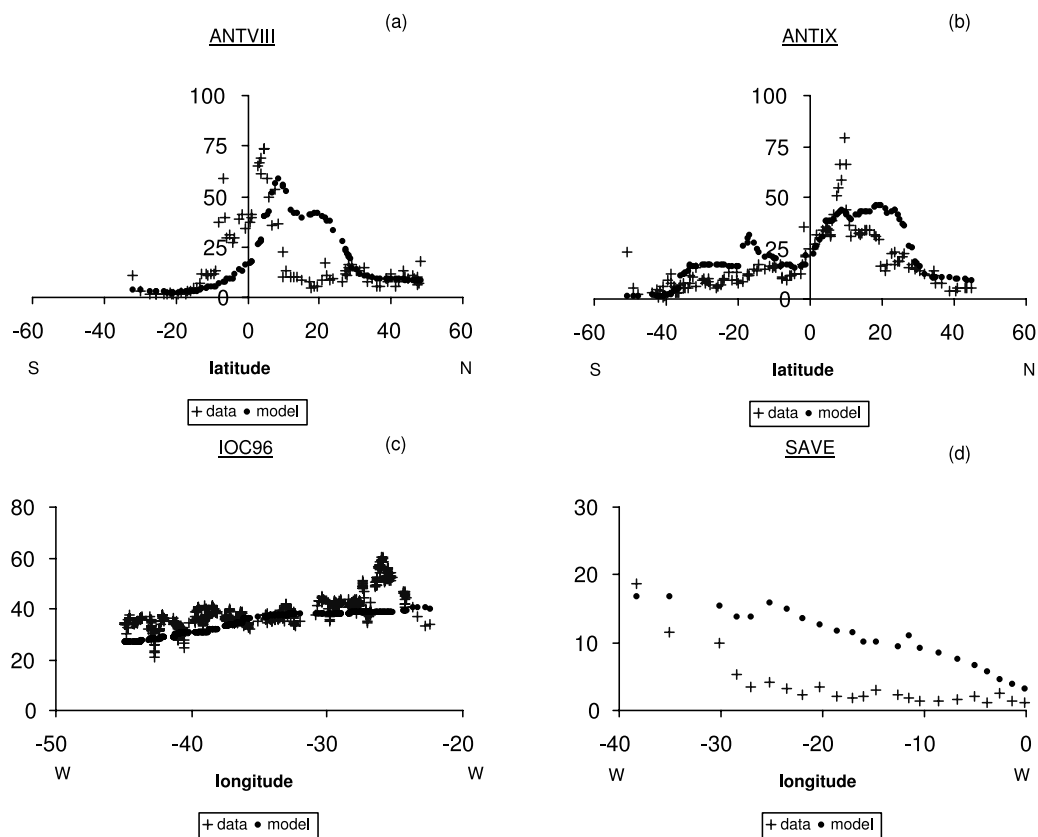 (a)
ANTVIII
100
75
50
25
0
-60 -40 -20 0 20 40 60
S latitude N
+ data • model
(b)
ANTIX
100
75
50
25
0
-60 -40 -20 0 20 40 60
S latitude N
+ data • model
(c)
IOC96
80
60
40
20
0
-50 -40 -30 -20
W longitude W
+ data • model
(d)
SAVE
30
20
10
0
-40 -30 -20 -10 0
W longitude W
+ data • model